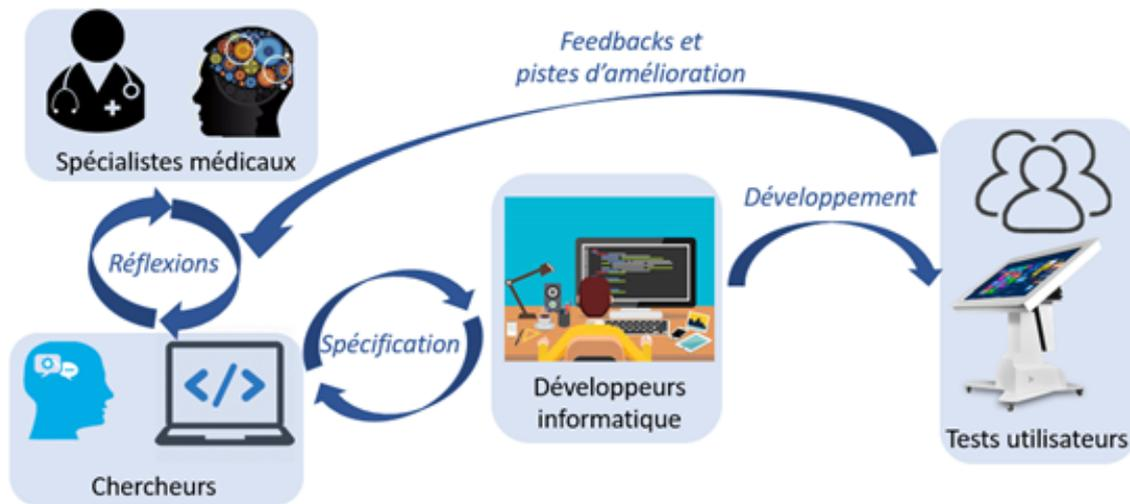 Feedbacks et
pistes d'amélioration
Spécialistes médicaux
Développement
Réflexions
Spécification
Développeurs
informatique
Tests utilisateurs
Chercheurs